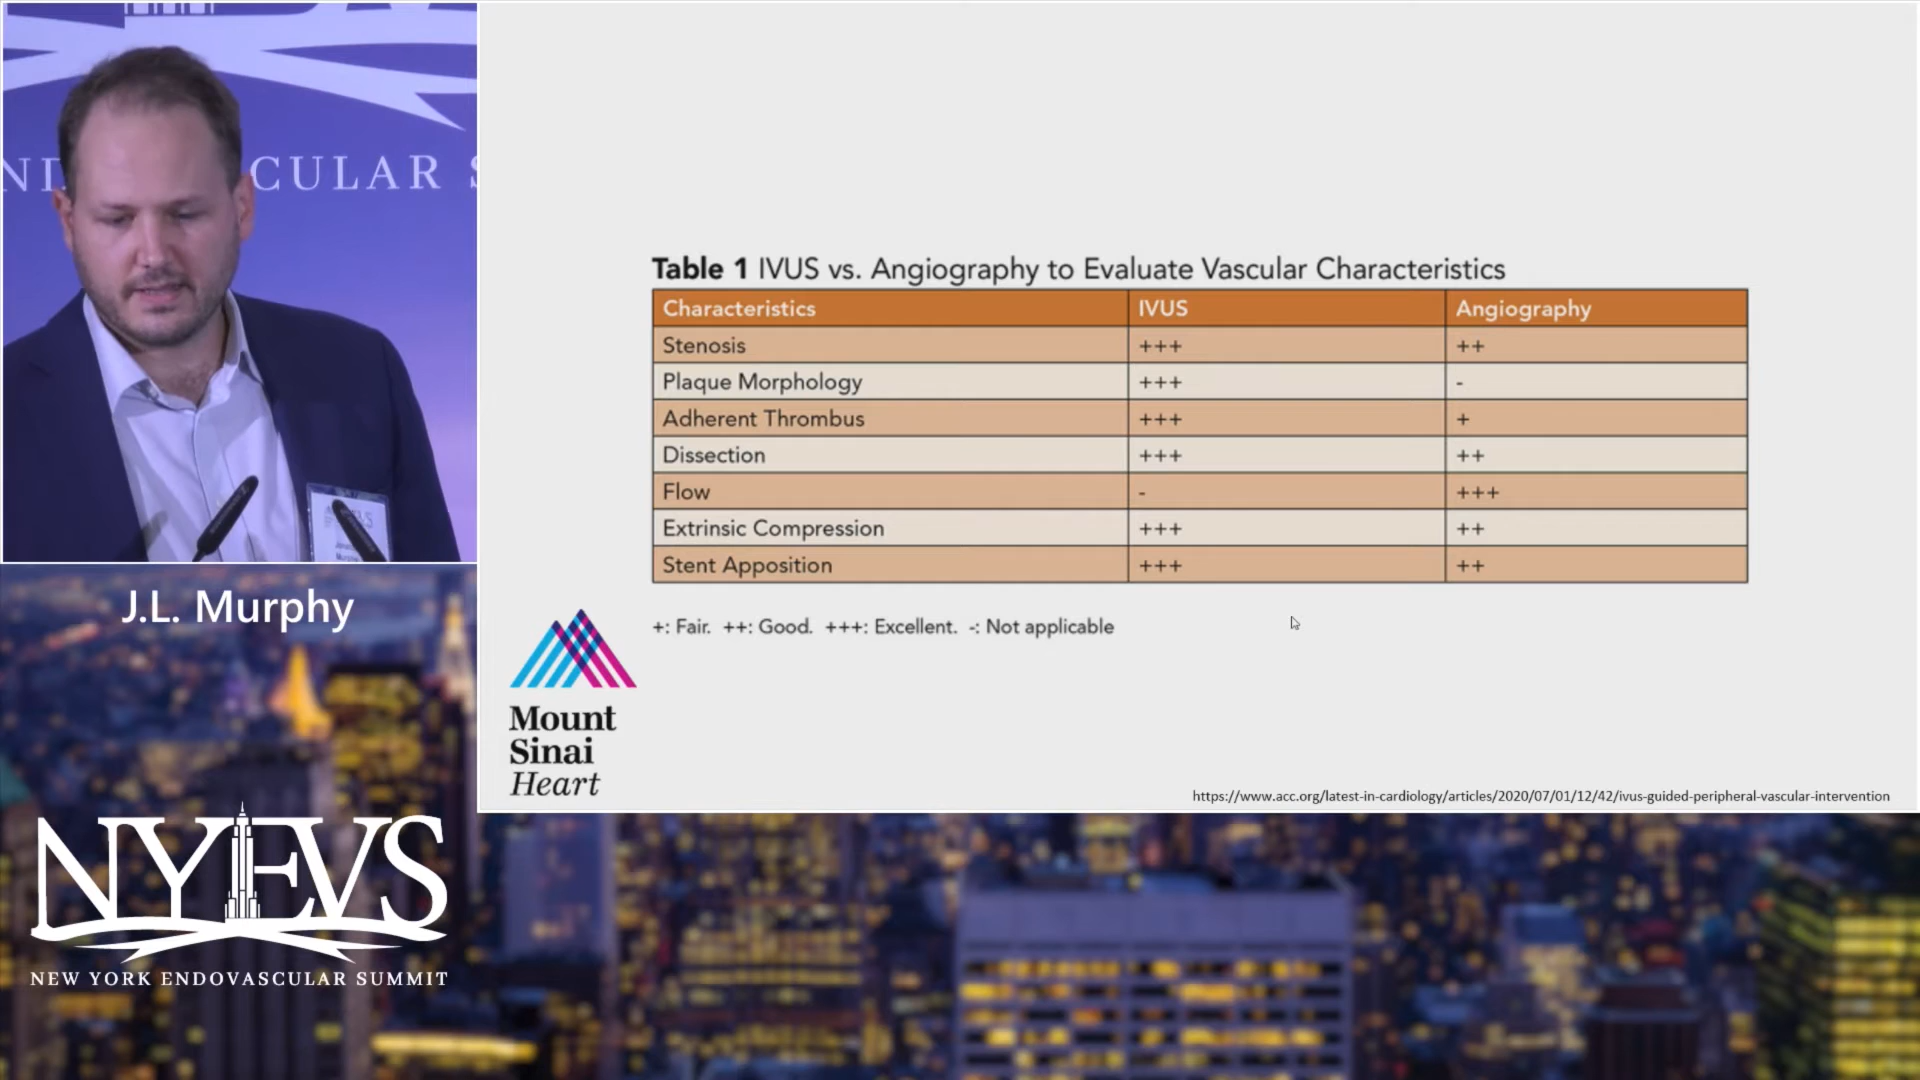 CULAR
J.L. Murphy
NYEVS
NEW YORK ENDOVASCULAR SUMMIT
Table 1 IVUS vs. Angiography to Evaluate Vascular Characteristics
Characteristics IVUS Angiography
Stenosis +++ ++
Plaque Morphology +++ -
Adherent Thrombus +++ +
Dissection +++ ++
Flow - +++
Extrinsic Compression +++ ++
Stent Apposition +++ ++
+: Fair. ++: Good. +++: Excellent. -: Not applicable
Mount
Sinai
Heart
https://www.acc.org/latest-in-cardiology/articles/2020/07/01/12/42/ivus-guided-peripheral-vascular-intervention